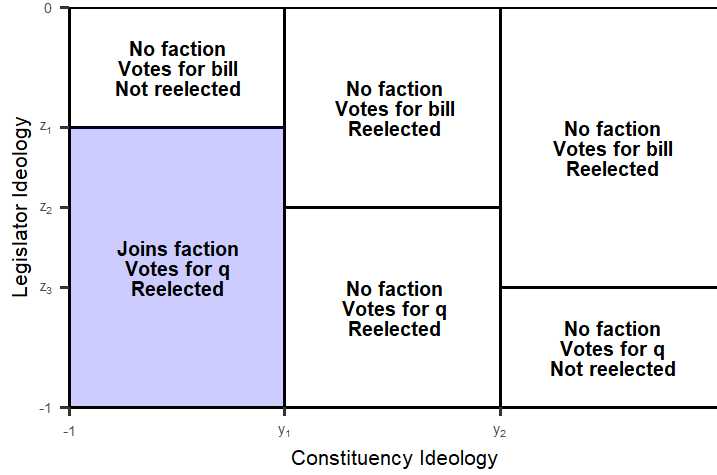 0
No faction
Votes for bill
Not reelected
No faction
Votes for bill
Reelected
No faction
Votes for bill
Reelected
z₁
z₂
Joins faction
Votes for q
Reelected
z₃
No faction
Votes for q
Reelected
No faction
Votes for q
Not reelected
-1
-1
y₁
y₂
Legislator Ideology
Constituency Ideology